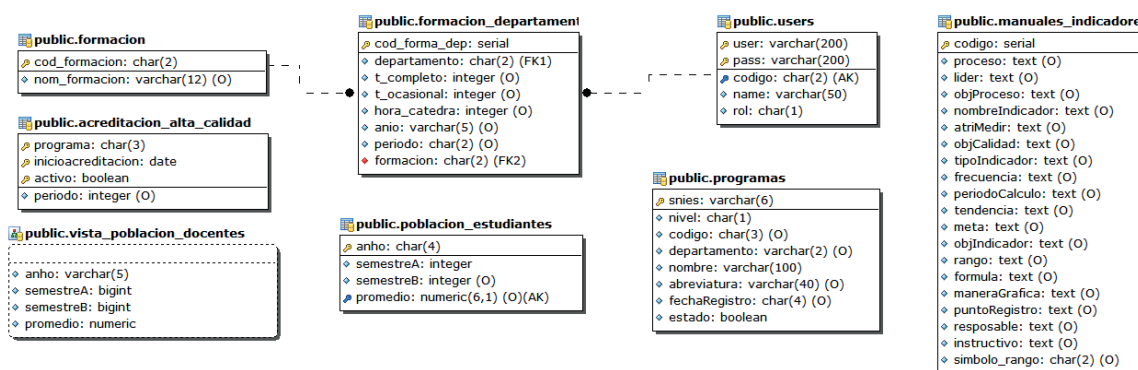 public.formacion
cod_formacion: char(2)
nom_formacion: varchar(12) (O)
public.acreditacion_alta_calidad
programa: char(3)
inicioacreditacion: date
activo: boolean
periodo: integer (O)
public.vista_poblacion_docentes
anho: varchar(5)
semestreA: bigint
semestreB: bigint
promedio: numeric
public.formacion_departament
cod_forma_dep: serial
departamento: char(2) (FK1)
t_completo: integer (O)
t_ocasional: integer (O)
hora_catedra: integer (O)
anio: varchar(5) (O)
periodo: char(2) (O)
formacion: char(2) (FK2)
public.poblacion_estudiantes
anho: char(4)
semestreA: integer
semestreB: integer (O)
promedio: numeric(6,1) (O)(AK)
public.users
user: varchar(200)
pass: varchar(200)
codigo: char(2) (AK)
name: varchar(50)
rol: char(1)
public.programas
snies: varchar(6)
nivel: char(1)
codigo: char(3) (O)
departamento: varchar(2) (O)
nombre: varchar(100)
abreviatura: varchar(40) (O)
fechaRegistro: char(4) (O)
estado: boolean
public.manuales_indicadore
codigo: serial
proceso: text (O)
lider: text (O)
objProceso: text (O)
nombreIndicador: text (O)
atriMedir: text (O)
objCalidad: text (O)
tipoIndicador: text (O)
frecuencia: text (O)
periodoCalculo: text (O)
tendencia: text (O)
meta: text (O)
objIndicador: text (O)
rango: text (O)
formula: text (O)
maneraGrafica: text (O)
puntoRegistro: text (O)
resposable: text (O)
instructivo: text (O)
simbolo_rango: char(2) (O)